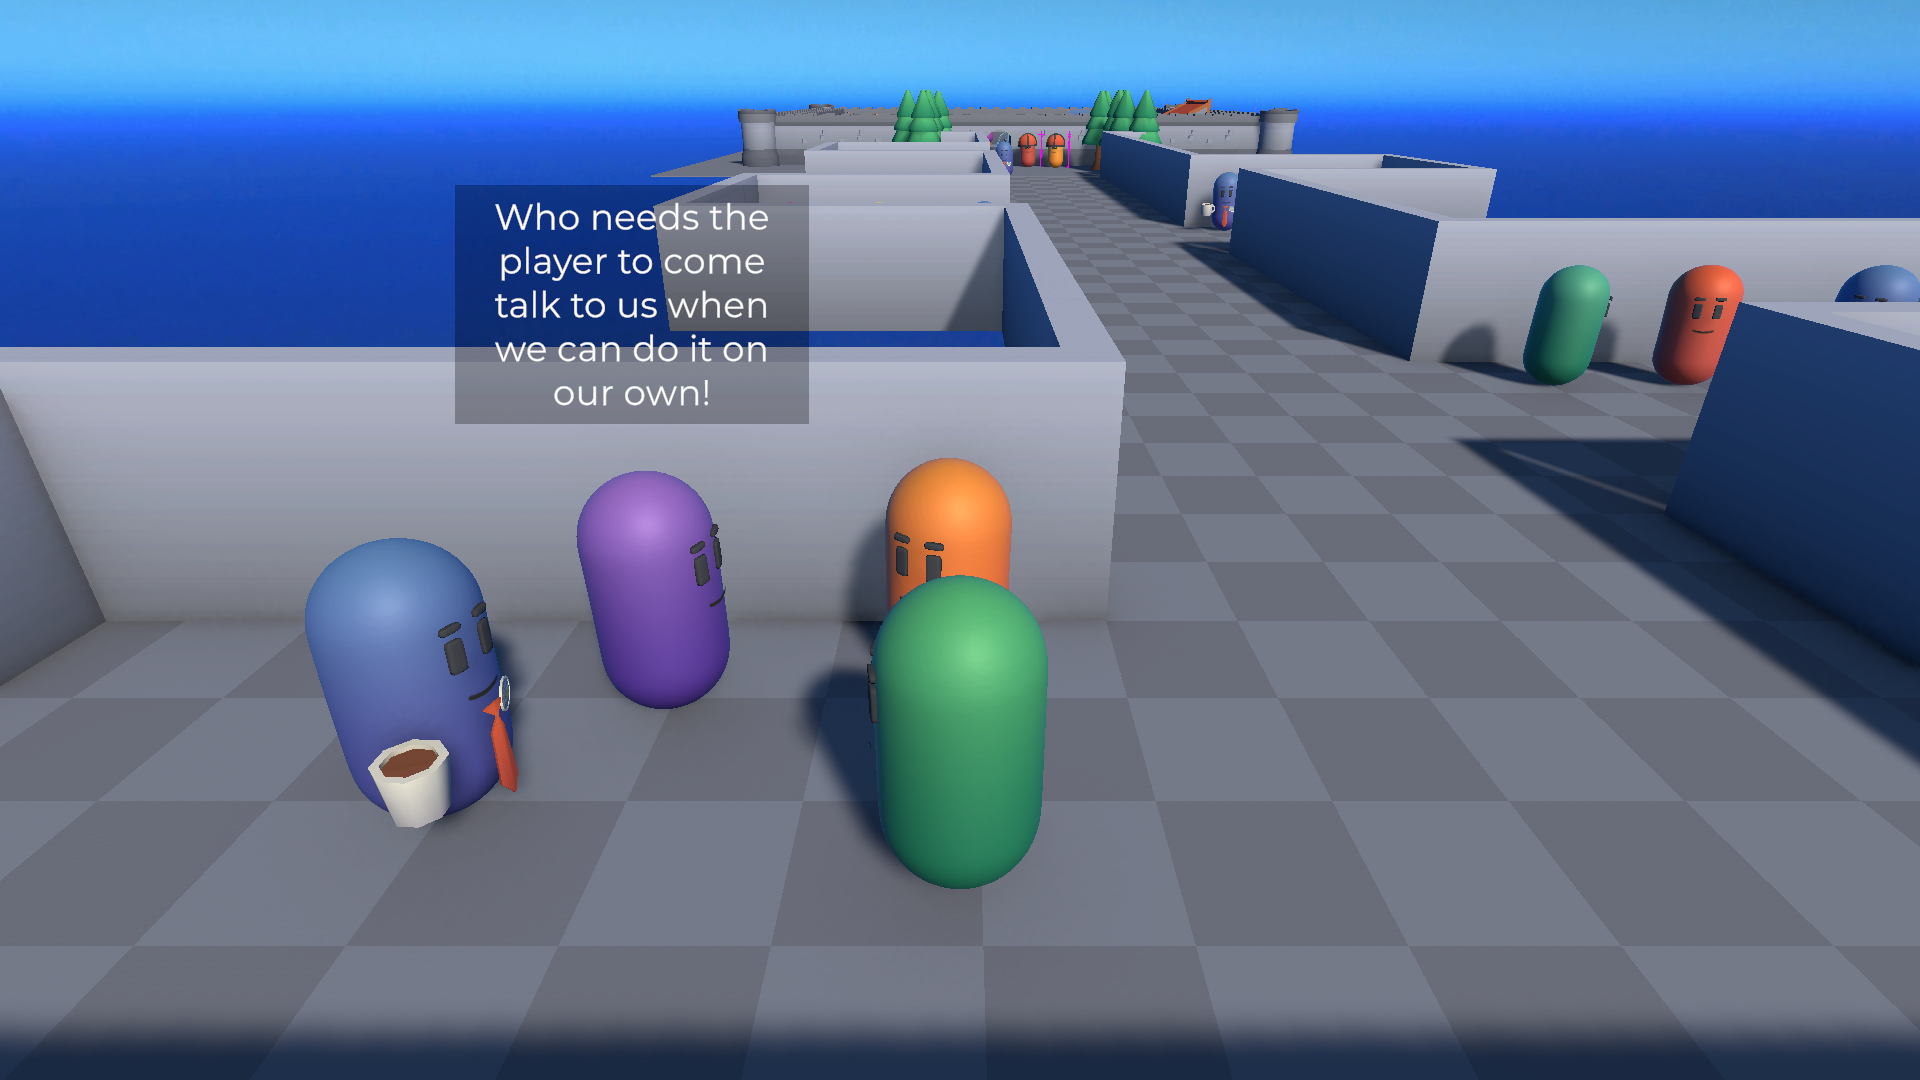 Who needs the
player to come
talk to us when
we can do it on
our own!